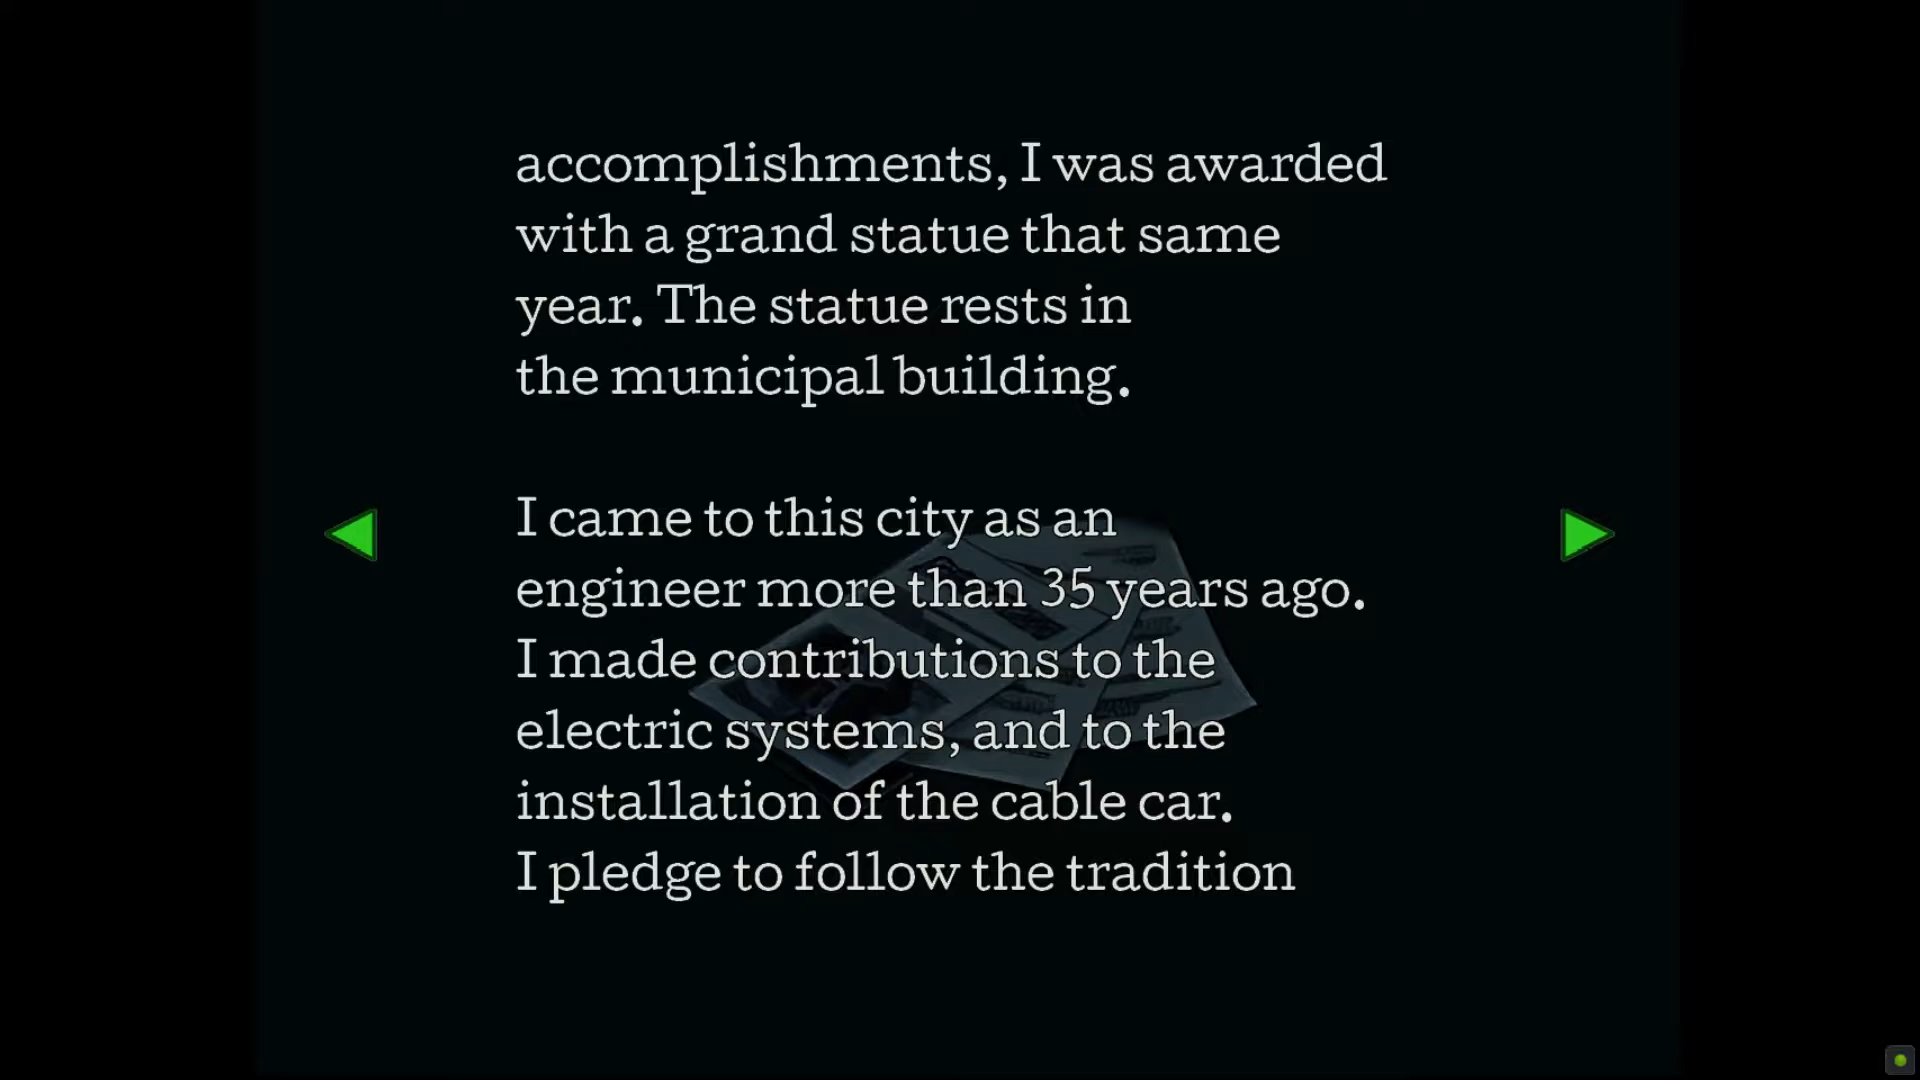 accomplishments, I was awarded
with a grand statue that same
year. The statue rests in
the municipal building.
I came to this city as an
engineer more than 35 years ago.
I made contributions to the
electric systems, and to the
installation of the cable car.
I pledge to follow the tradition